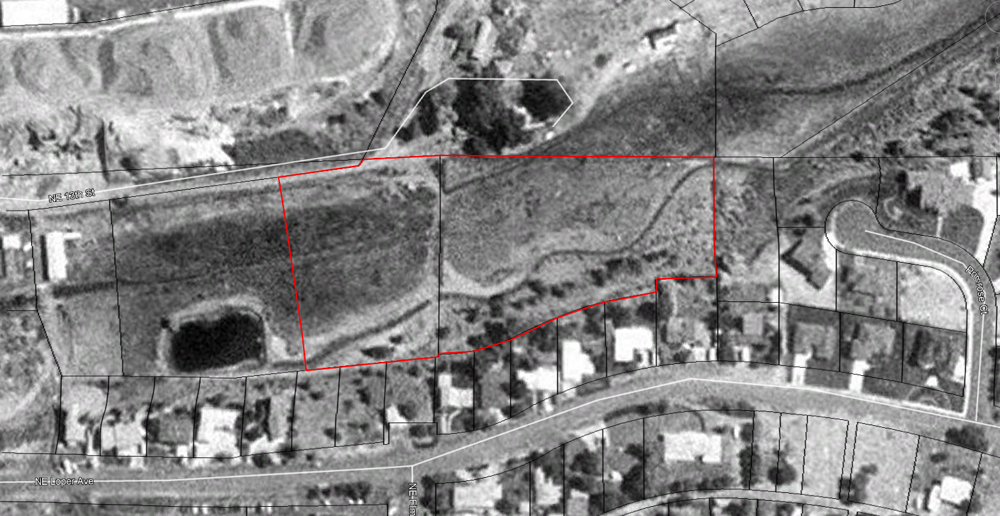 NE 13th St
Primrose Ct
NE Loper Ave
NE Elm